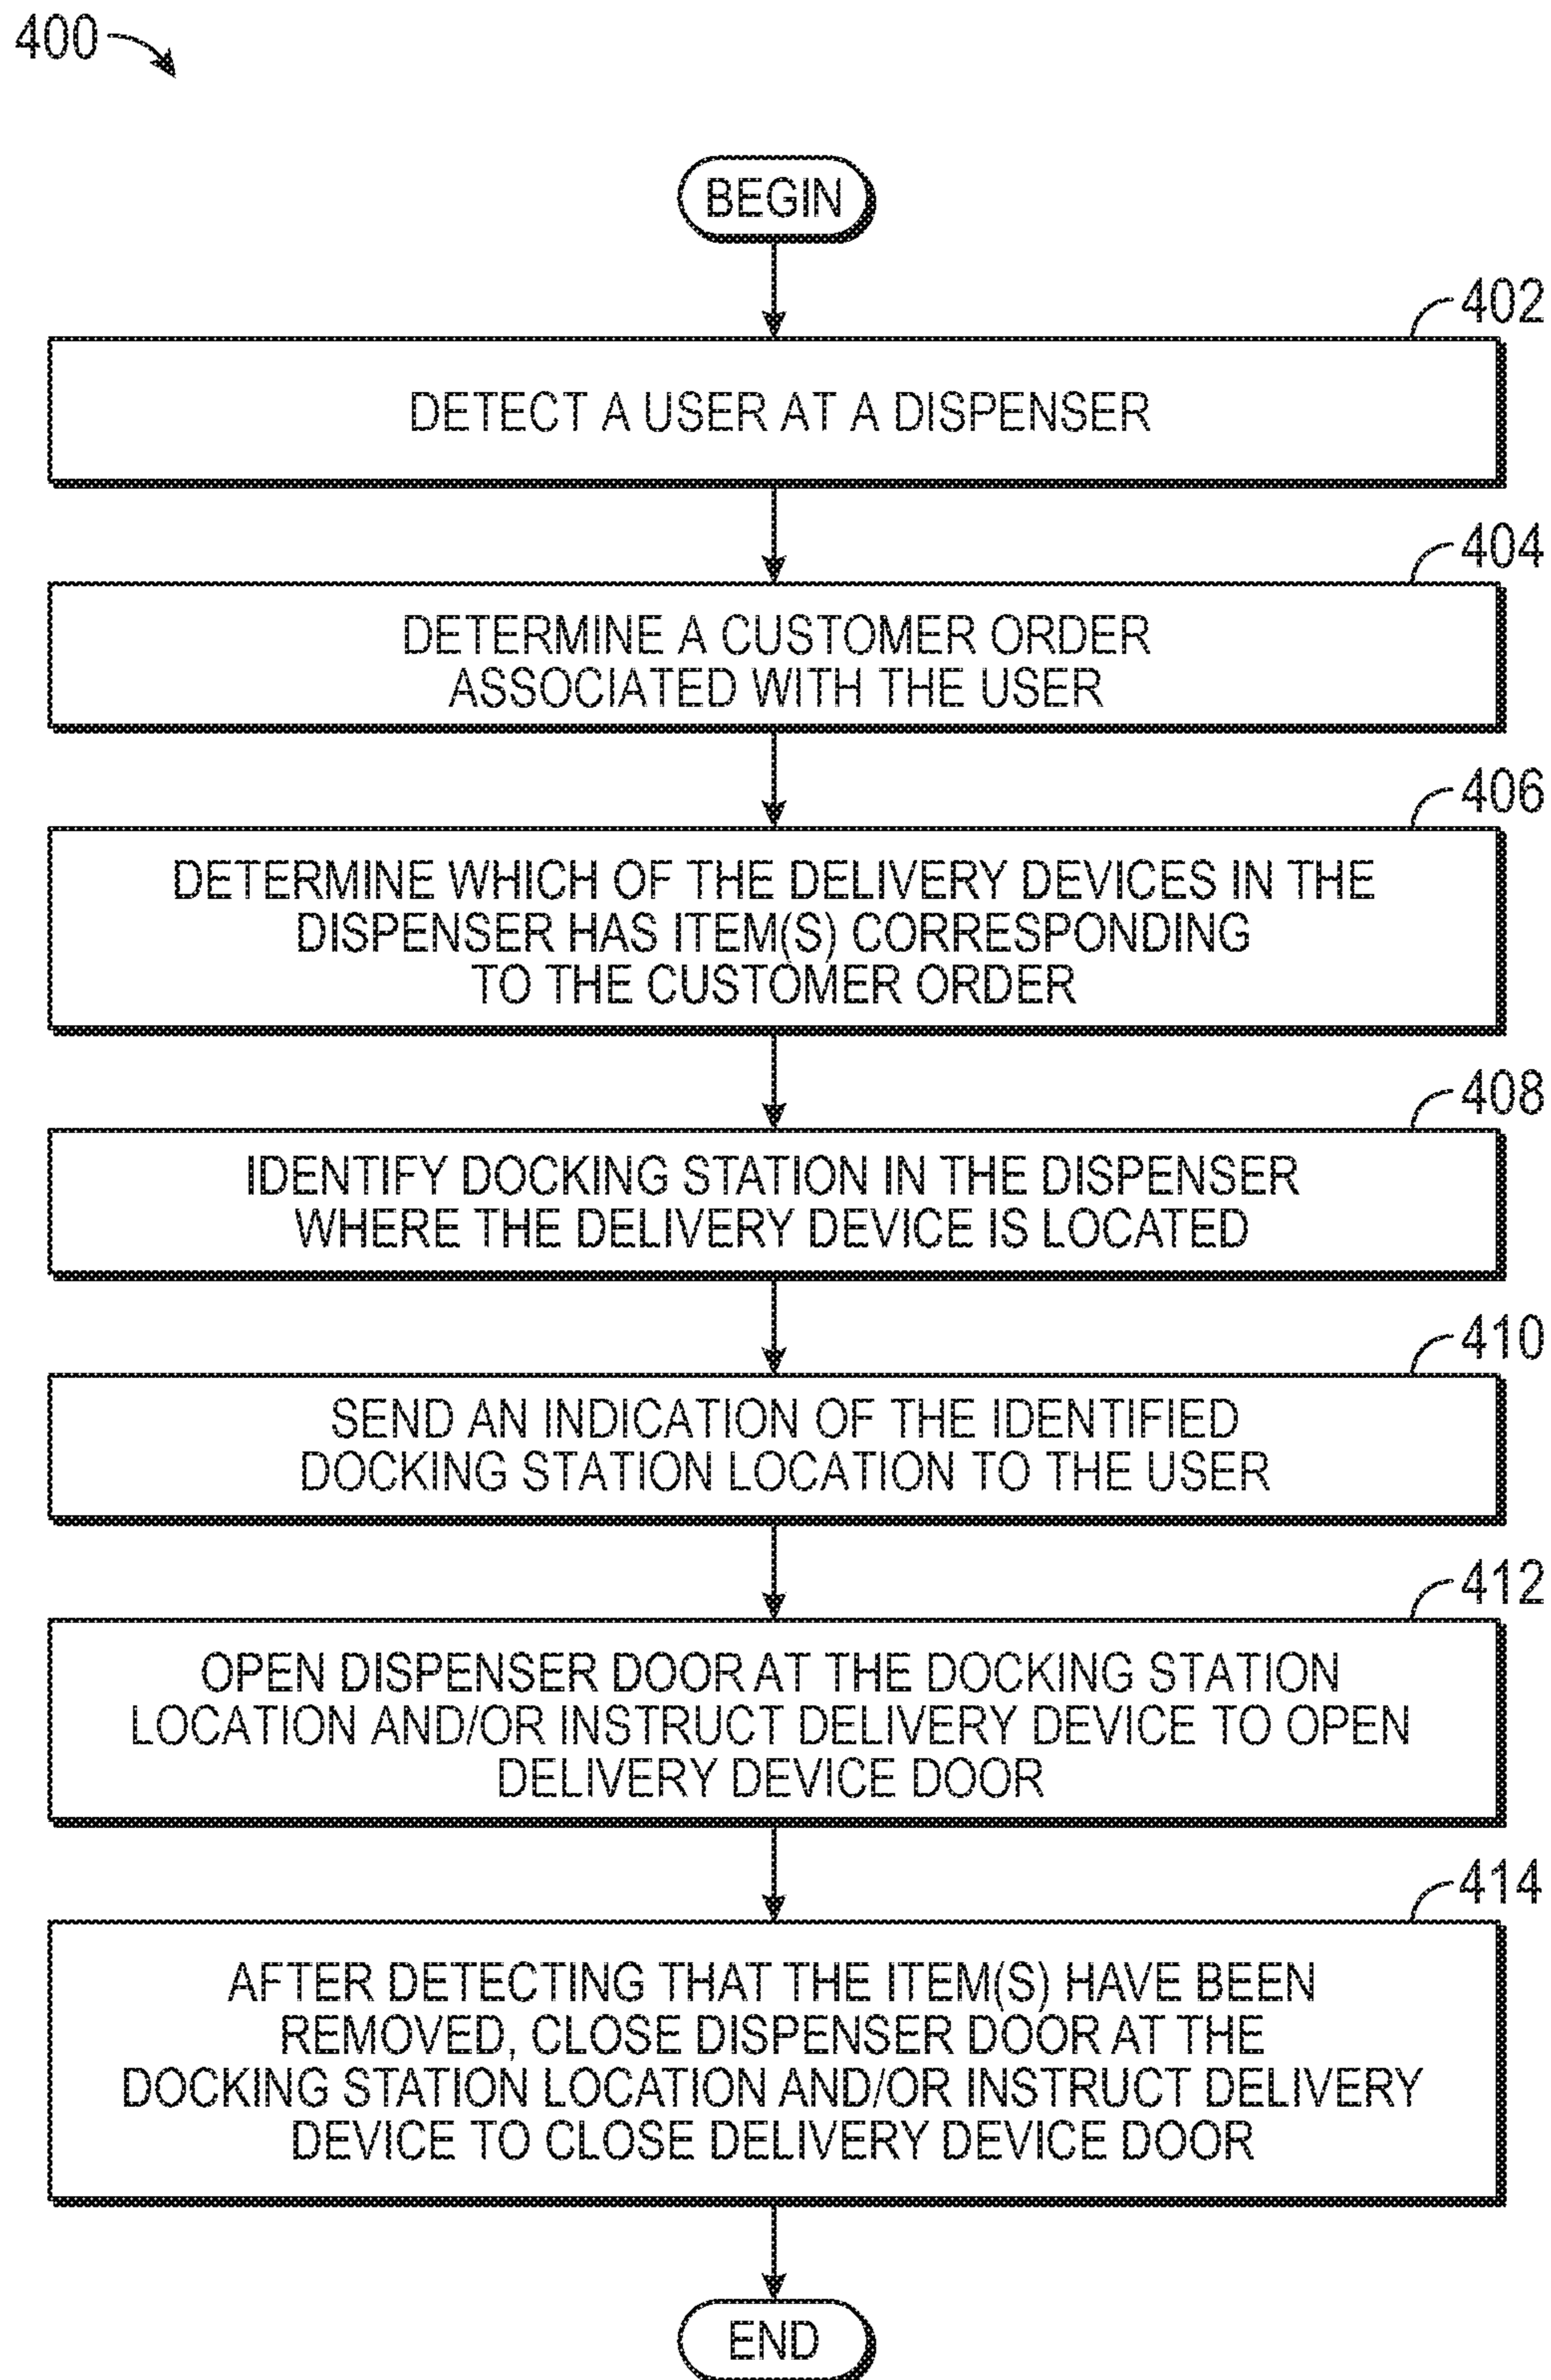 400
BEGIN
402
DETECT A USER AT A DISPENSER
404
DETERMINE A CUSTOMER ORDER
ASSOCIATED WITH THE USER
406
DETERMINE WHICH OF THE DELIVERY DEVICES IN THE
DISPENSER HAS ITEM(S) CORRESPONDING
TO THE CUSTOMER ORDER
408
IDENTIFY DOCKING STATION IN THE DISPENSER
WHERE THE DELIVERY DEVICE IS LOCATED
410
SEND AN INDICATION OF THE IDENTIFIED
DOCKING STATION LOCATION TO THE USER
412
OPEN DISPENSER DOOR AT THE DOCKING STATION
LOCATION AND/OR INSTRUCT DELIVERY DEVICE TO OPEN
DELIVERY DEVICE DOOR
414
AFTER DETECTING THAT THE ITEM(S) HAVE BEEN
REMOVED, CLOSE DISPENSER DOOR AT THE
DOCKING STATION LOCATION AND/OR INSTRUCT DELIVERY
DEVICE TO CLOSE DELIVERY DEVICE DOOR
END